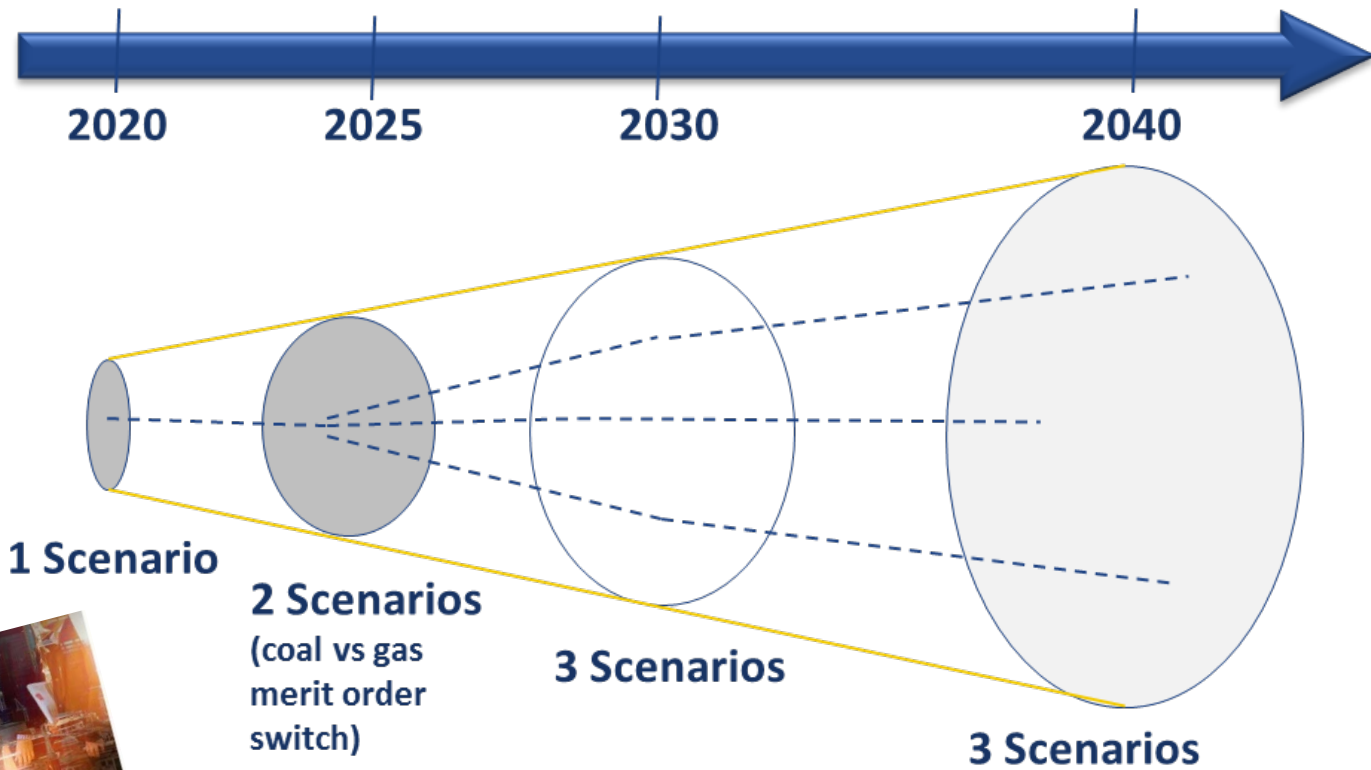 2020 2025 2030 2040
1 Scenario
2 Scenarios
(coal vs gas
merit order
switch)
3 Scenarios
3 Scenarios